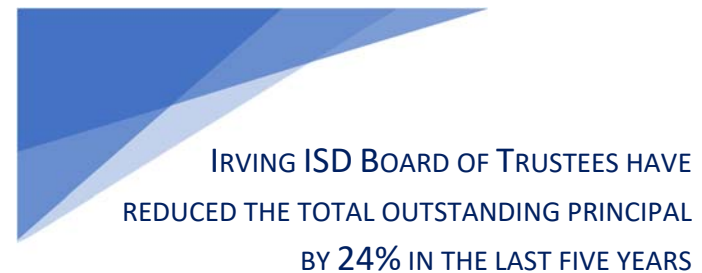 IRVING ISD BOARD OF TRUSTEES HAVE
REDUCED THE TOTAL OUTSTANDING PRINCIPAL
BY 24% IN THE LAST FIVE YEARS